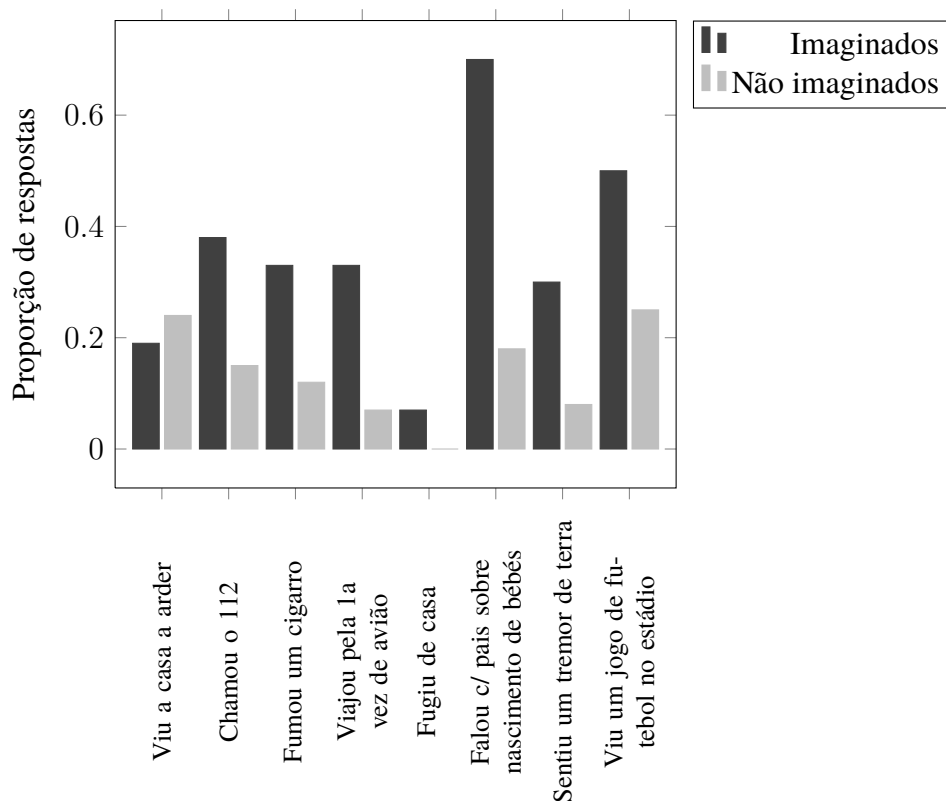 Imaginados
Não imaginados
Proporção de respostas
0.6
0.4
0.2
0
Viu a casa a arder
Chamou o 112
Fumou um cigarro
Viajou pela 1a
vez de avião
Fugiu de casa
Falou c/ pais sobre
nascimento de bébés
Sentiu um tremor de terra
Viu um jogo de fu-
tebol no estádio